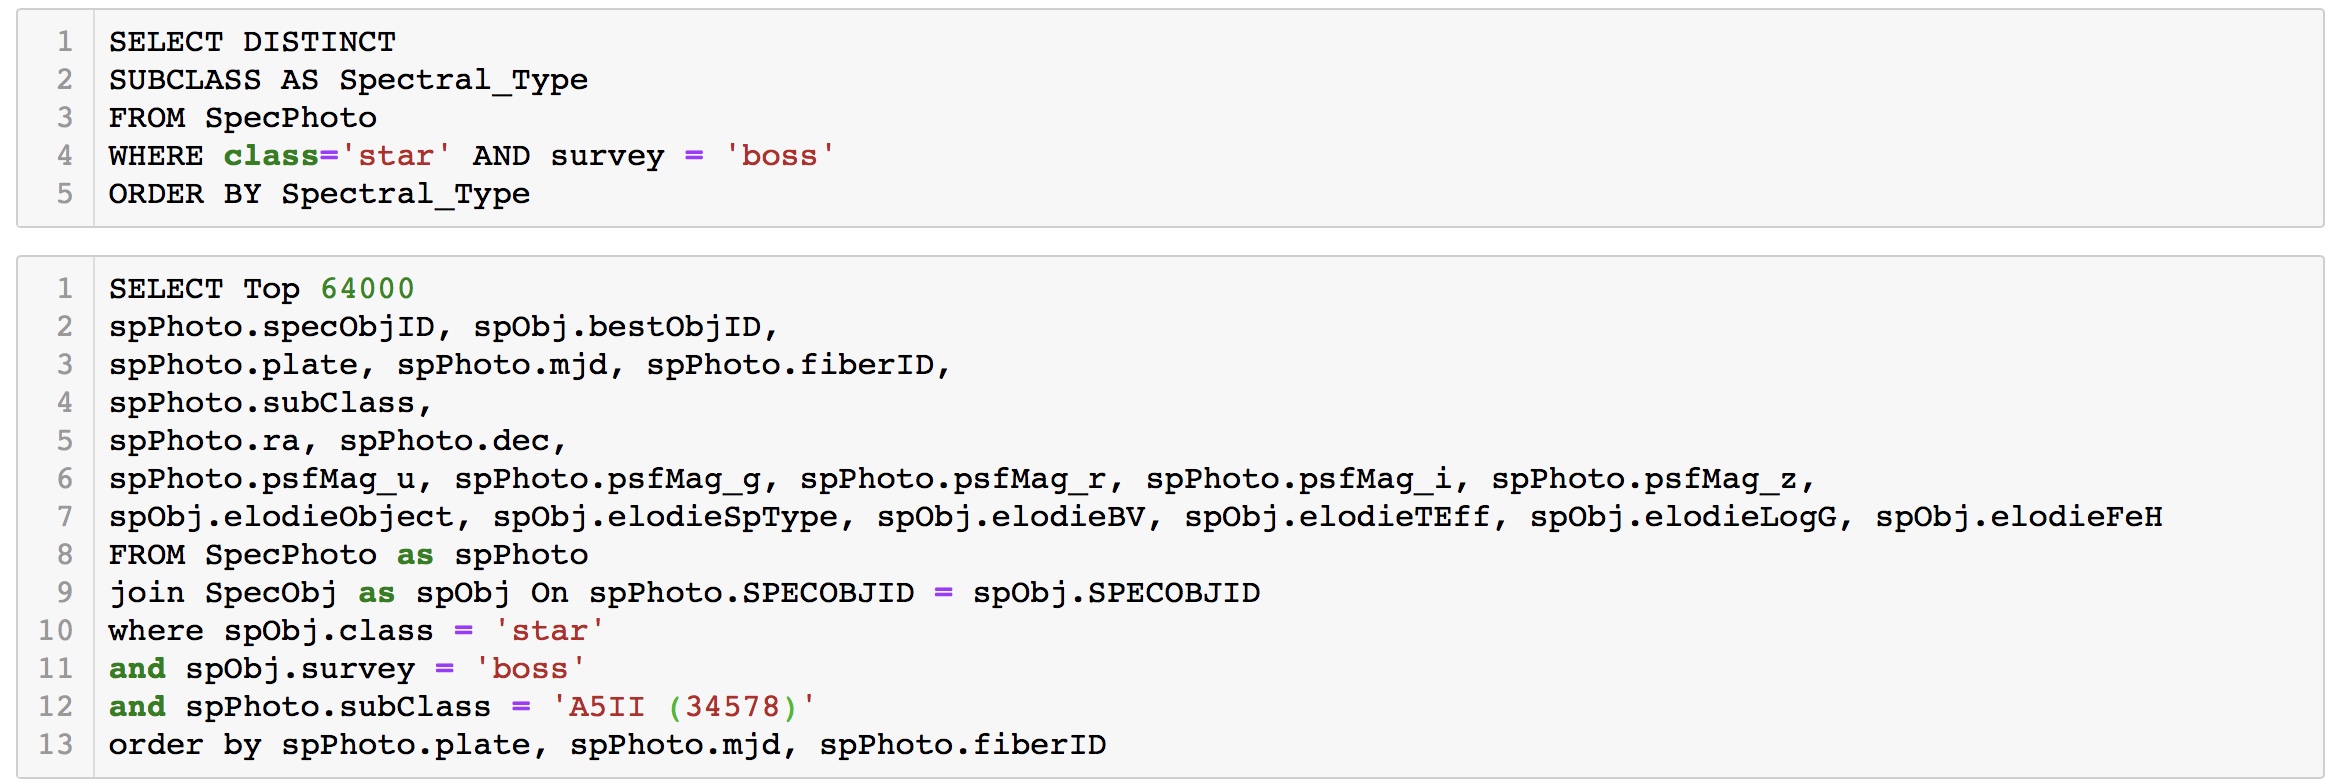 1 SELECT DISTINCT
2 SUBCLASS AS Spectral_Type
3 FROM SpecPhoto
4 WHERE class='star' AND survey = 'boss'
5 ORDER BY Spectral_Type
1 SELECT Top 64000
2 spPhoto.specObjID, spObj.bestObjID,
3 spPhoto.plate, spPhoto.mjd, spPhoto.fiberID,
4 spPhoto.subClass,
5 spPhoto.ra, spPhoto.dec,
6 spPhoto.psfMag_u, spPhoto.psfMag_g, spPhoto.psfMag_r, spPhoto.psfMag_i, spPhoto.psfMag_z,
7 spObj.elodieObject, spObj.elodieSpType, spObj.elodieBV, spObj.elodieTEff, spObj.elodieLogG, spObj.elodieFeH
8 FROM SpecPhoto as spPhoto
9 join SpecObj as spObj On spPhoto.SPECOBJID = spObj.SPECOBJID
10 where spObj.class = 'star'
11 and spObj.survey = 'boss'
12 and spPhoto.subClass = 'A5II (34578)'
13 order by spPhoto.plate, spPhoto.mjd, spPhoto.fiberID